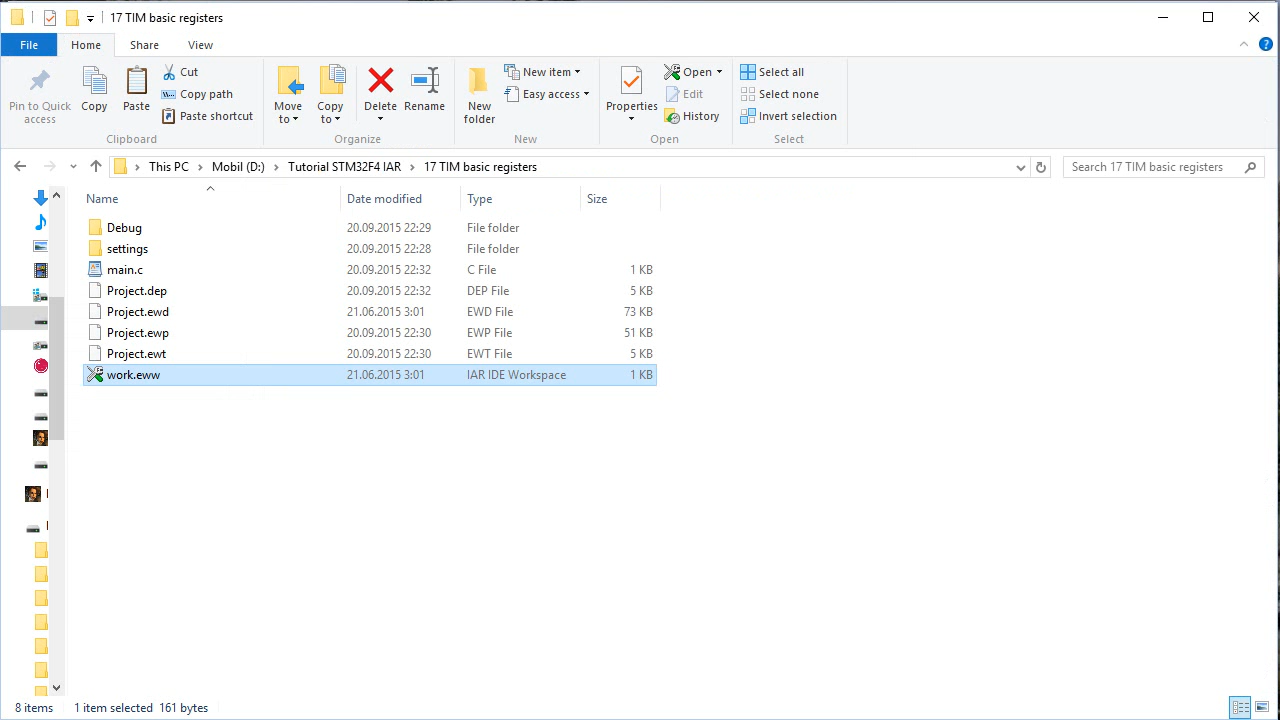 17 TIM basic registers
File Home Share View
Pin to Quick access
Copy
Paste
Cut
Copy path
Paste shortcut
Clipboard
Move to
Copy to
Delete
Rename
Organize
New folder
New item
Easy access
New
Properties
Open
Edit
History
Open
Select all
Select none
Invert selection
Select
This PC Mobil (D:) Tutorial STM32F4 IAR 17 TIM basic registers
Search 17 TIM basic registers
Name Date modified Type Size
Debug 20.09.2015 22:29 File folder
settings 20.09.2015 22:28 File folder
main.c 20.09.2015 22:32 C File 1 KB
Project.dep 20.09.2015 22:32 DEP File 5 KB
Project.ewd 21.06.2015 3:01 EWD File 73 KB
Project.ewp 20.09.2015 22:30 EWP File 51 KB
Project.ewt 20.09.2015 22:30 EWT File 5 KB
work.eww 21.06.2015 3:01 IAR IDE Workspace 1 KB
8 items 1 item selected 161 bytes